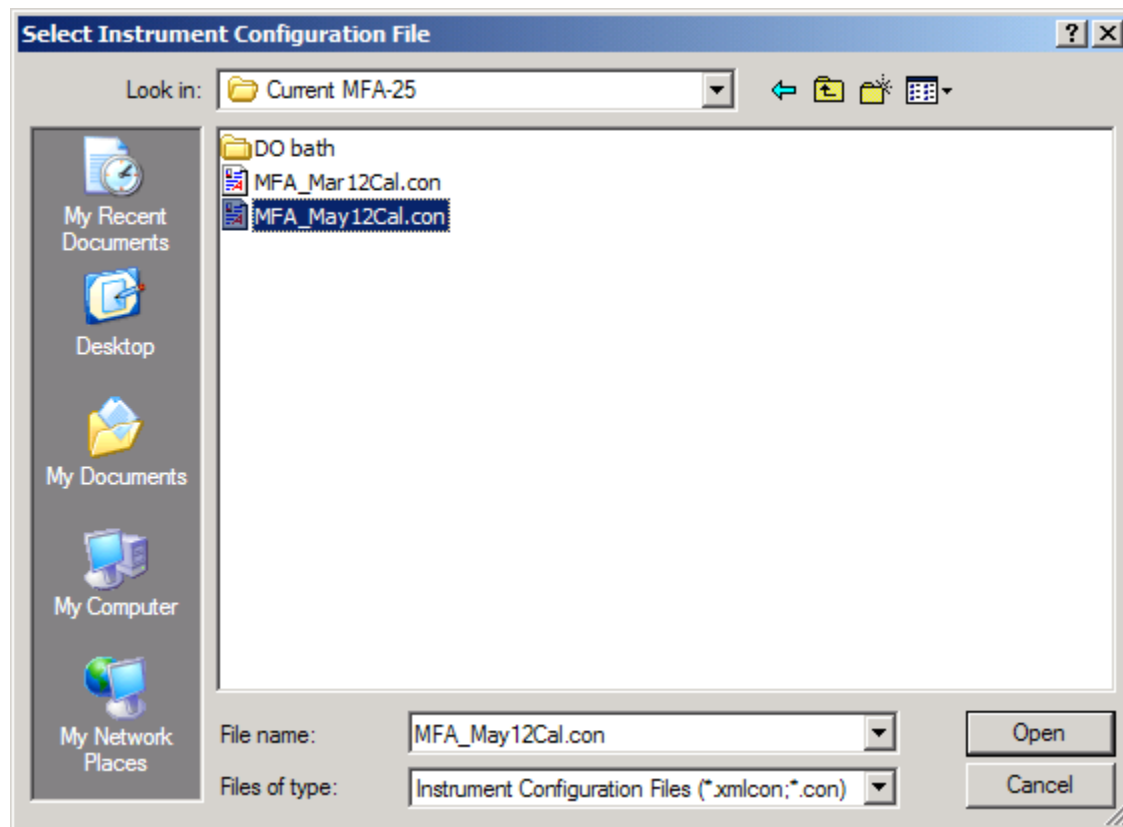 Select Instrument Configuration File
Look in: Current MFA-25
DO bath
MFA_Mar12Cal.con
MFA_May12Cal.con
My Recent
Documents
Desktop
My Documents
My Computer
My Network
Places
File name: MFA_May12Cal.con Open
Files of type: Instrument Configuration Files (*.xmlcon;*.con) Cancel